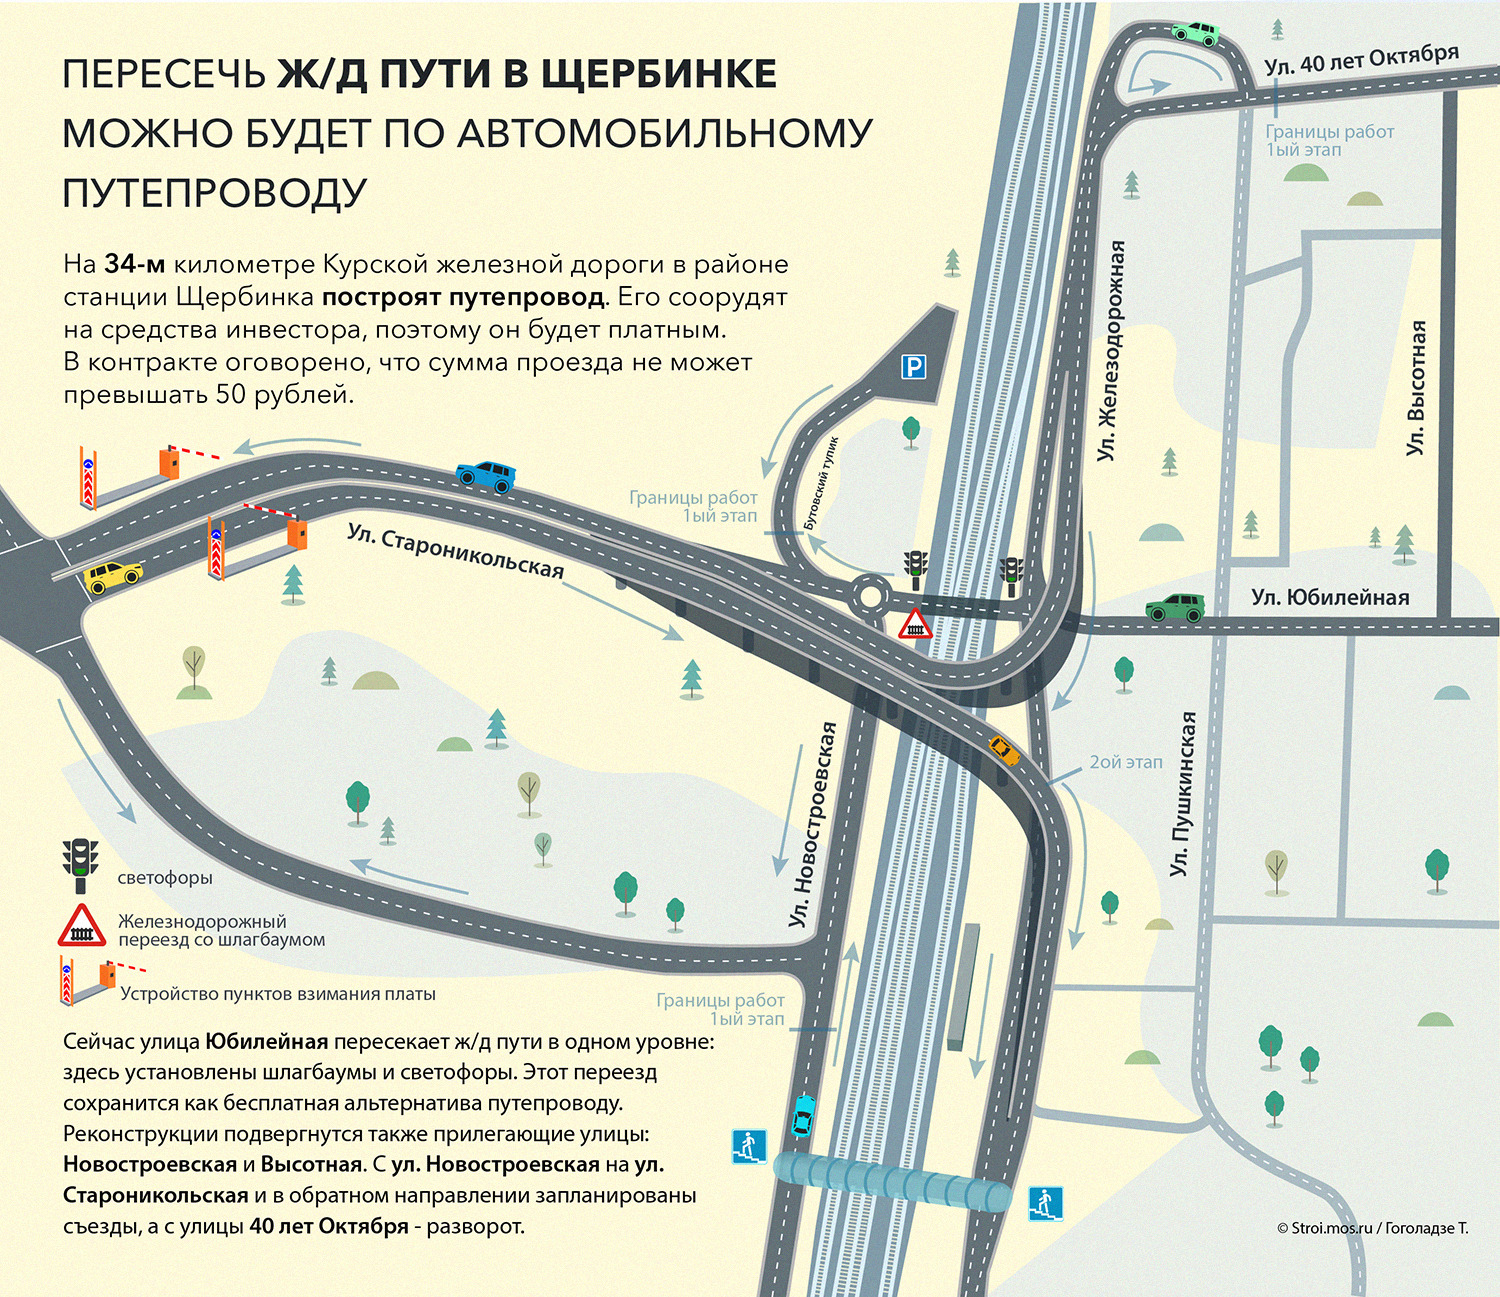 ПЕРЕСЕЧЬ Ж/Д ПУТИ В ЩЕРБИНКЕ
МОЖНО БУДЕТ ПО АВТОМОБИЛЬНОМУ
ПУТЕПРОВОДУ
На 34-м километре Курской железной дороги в районе
станции Щербинка построят путепровод. Его соорудят
на средства инвестора, поэтому он будет платным.
В контракте оговорено, что сумма проезда не может
превышать 50 рублей.
Ул. 40 лет Октября
Границы работ
1ый этап
Ул. Железодорожная
Ул. Высотная
P
Бутовский тупик
Границы работ
1ый этап
Ул. Староникольская
Ул. Юбилейная
2ой этап
Ул. Пушкинская
Ул. Новостроевская
светофоры
Железнодорожный
переезд со шлагбаумом
Устройство пунктов взимания платы
Границы работ
1ый этап
Сейчас улица Юбилейная пересекает ж/д пути в одном уровне:
здесь установлены шлагбаумы и светофоры. Этот переезд
сохранится как бесплатная альтернатива путепроводу.
Реконструкции подвергнутся также прилегающие улицы:
Новостроевская и Высотная. С ул. Новостроевская на ул.
Староникольская и в обратном направлении запланированы
съезды, а с улицы 40 лет Октября - разворот.
© Stroi.mos.ru / Гоголадзе Т.